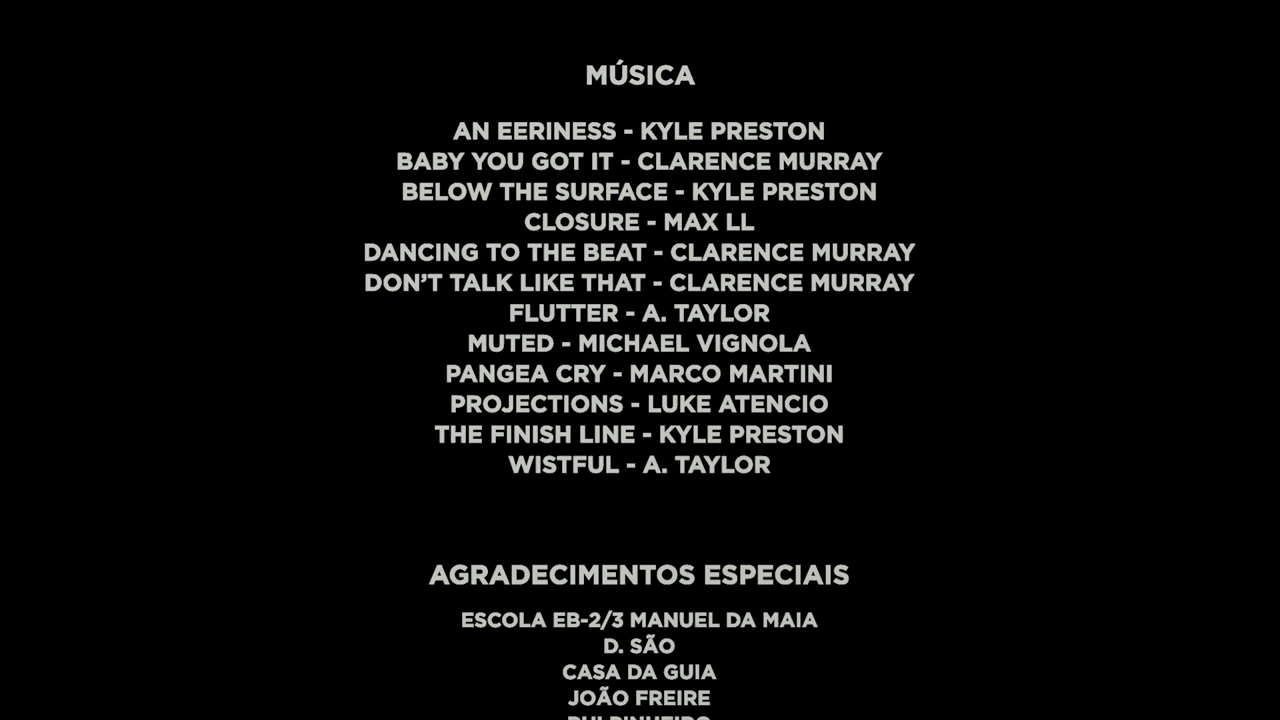 MÚSICA
AN EERINESS - KYLE PRESTON
BABY YOU GOT IT - CLARENCE MURRAY
BELOW THE SURFACE - KYLE PRESTON
CLOSURE - MAX LL
DANCING TO THE BEAT - CLARENCE MURRAY
DON’T TALK LIKE THAT - CLARENCE MURRAY
FLUTTER - A. TAYLOR
MUTED - MICHAEL VIGNOLA
PANGEA CRY - MARCO MARTINI
PROJECTIONS - LUKE ATENCIO
THE FINISH LINE - KYLE PRESTON
WISTFUL - A. TAYLOR
AGRADECIMENTOS ESPECIAIS
ESCOLA EB-2/3 MANUEL DA MAIA
D. SÃO
CASA DA GUIA
JOÃO FREIRE